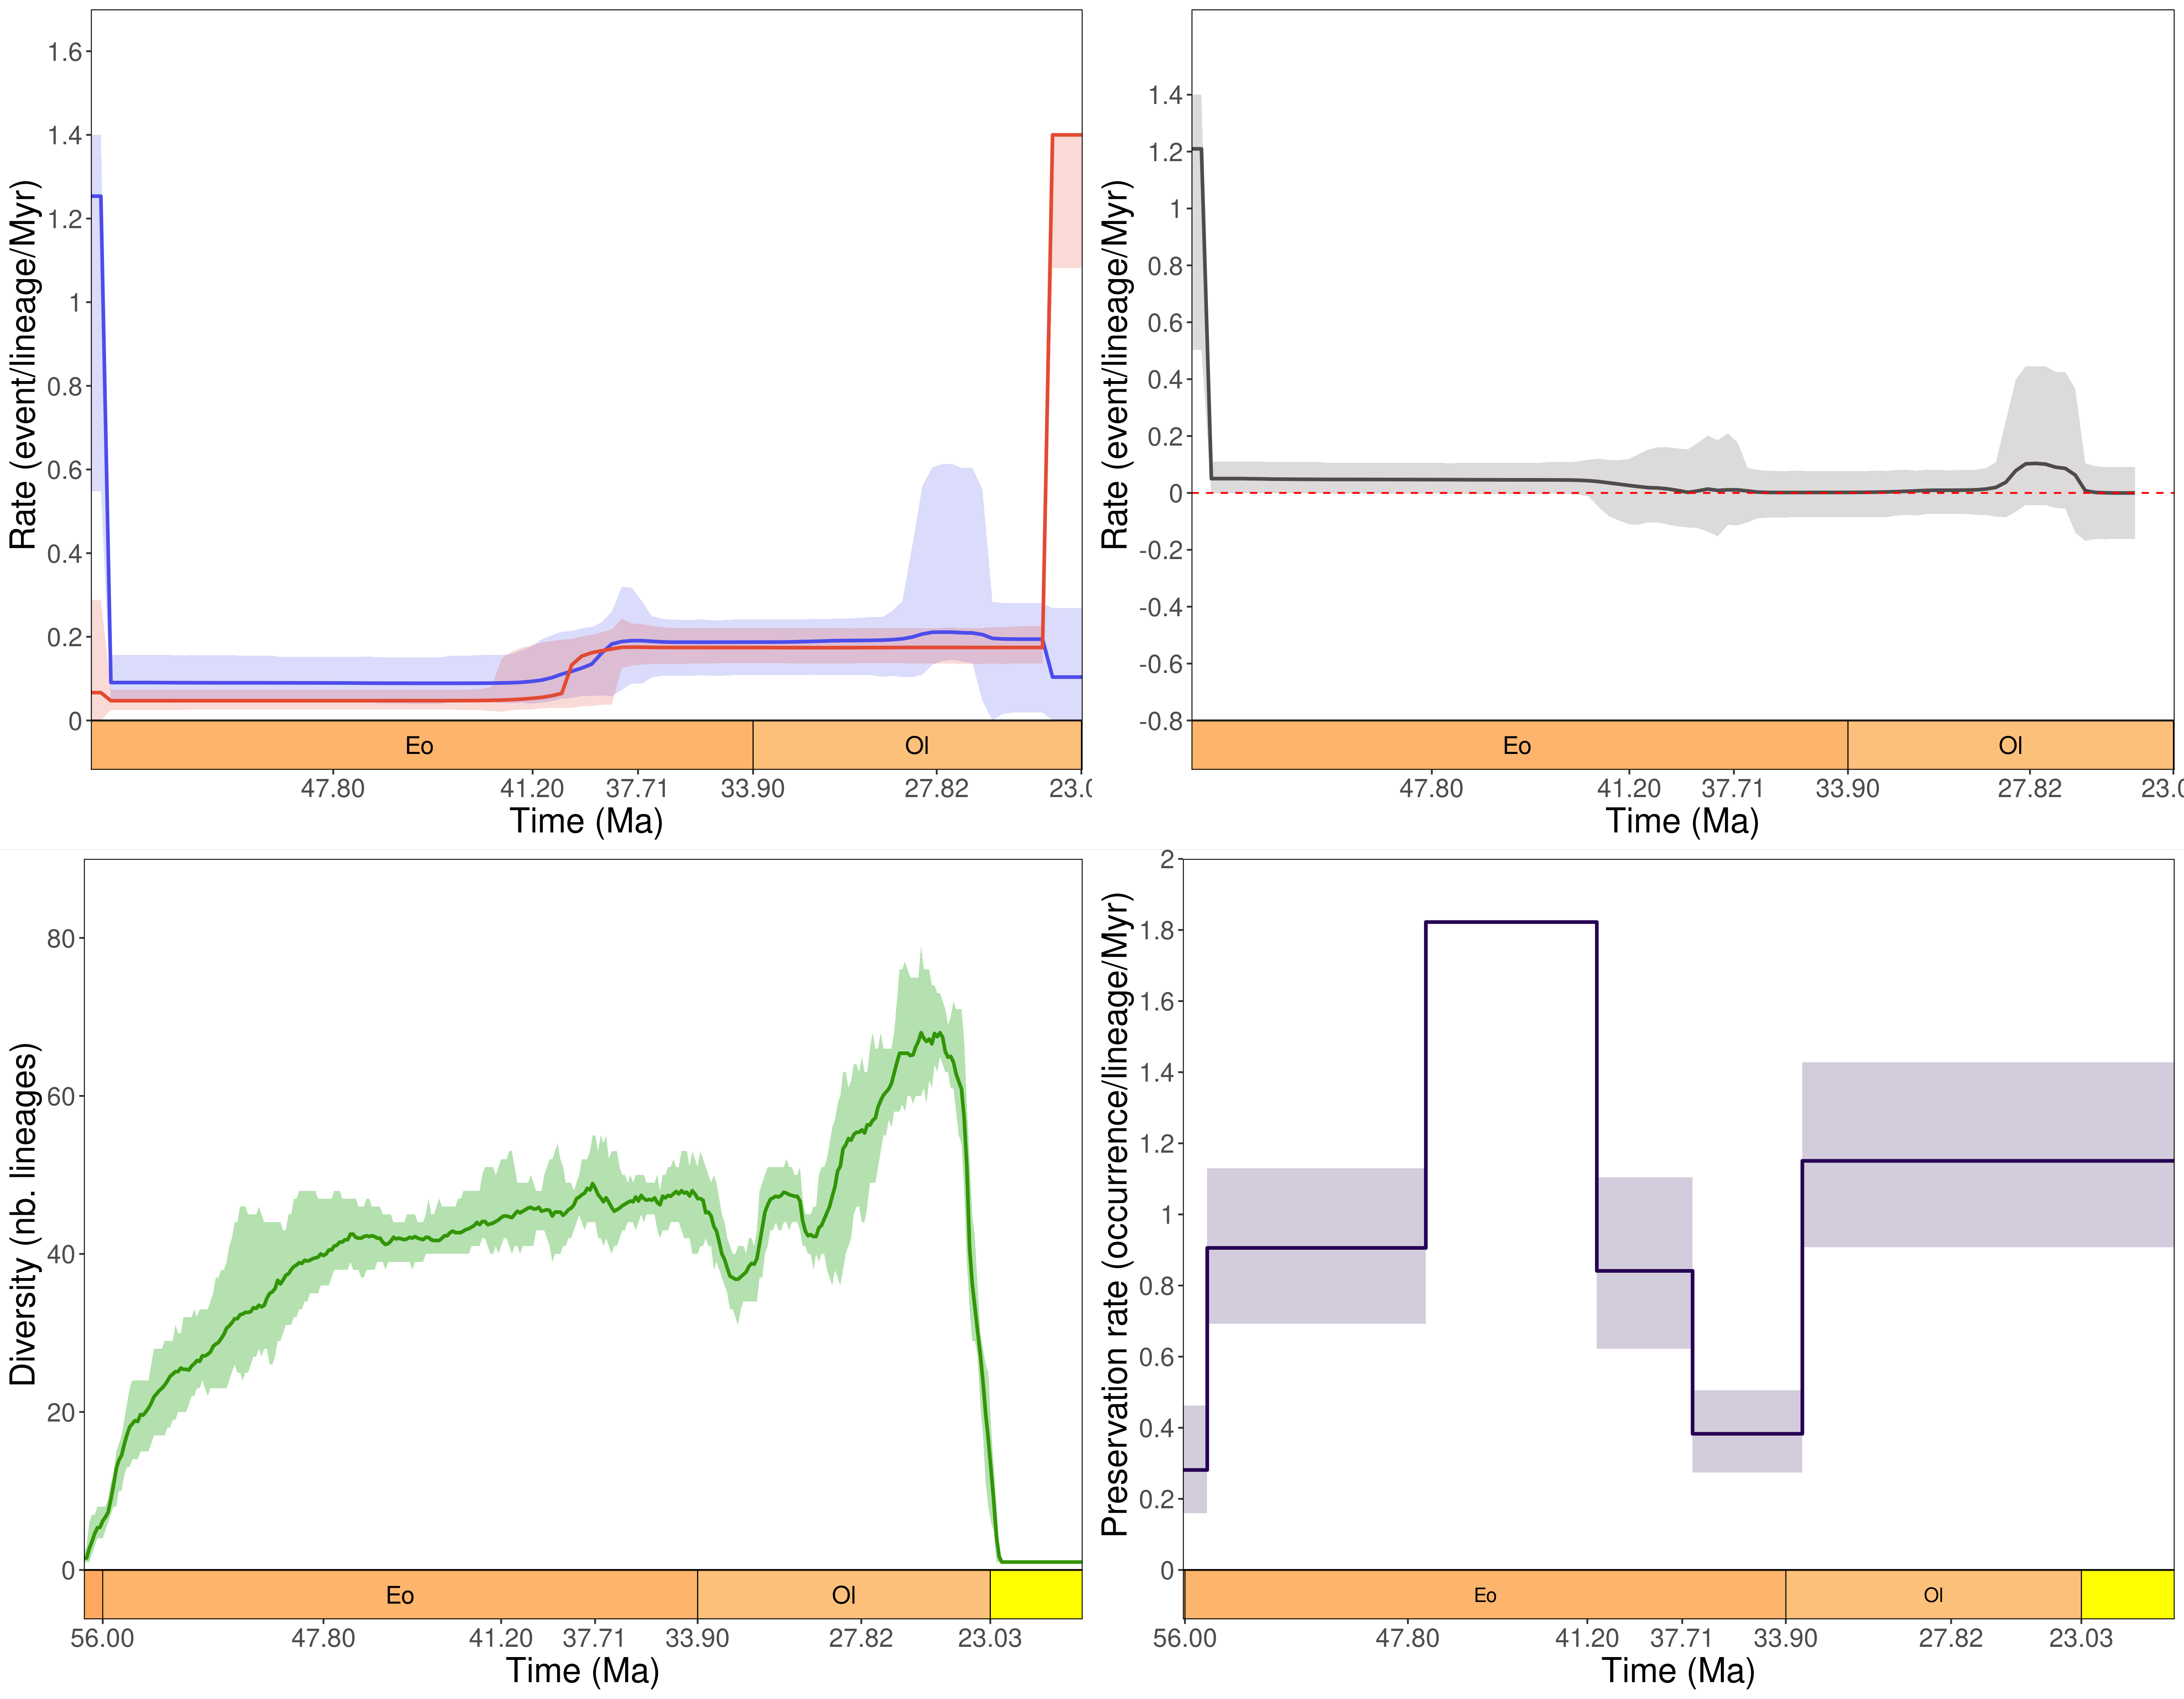 Rate (event/lineage/Myr)
1.6
1.4
1.2
1
0.8
0.6
0.4
0.2
0
Eo Ol
47.80 41.20 37.71 33.90 27.82 23.0
Time (Ma)
Rate (event/lineage/Myr)
1.4
1.2
1
0.8
0.6
0.4
0.2
0
-0.2
-0.4
-0.6
-0.8
Eo Ol
47.80 41.20 37.71 33.90 27.82 23.0
Time (Ma)
Diversity (nb. lineages)
80
60
40
20
0
Eo Ol
56.00 47.80 41.20 37.71 33.90 27.82 23.03
Time (Ma)
Preservation rate (occurrence/lineage/Myr)
2
1.8
1.6
1.4
1.2
1
0.8
0.6
0.4
0.2
0
Eo Ol
56.00 47.80 41.20 37.71 33.90 27.82 23.03
Time (Ma)